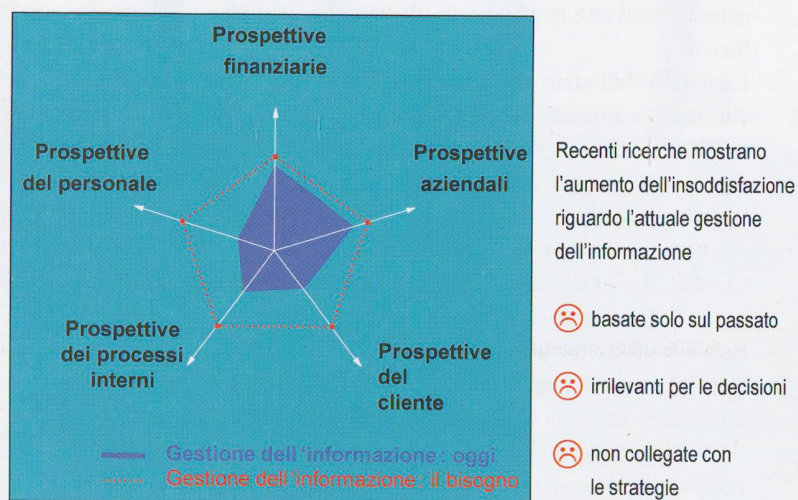 Prospettive
finanziarie
Prospettive
del personale
Prospettive
aziendali
Prospettive
dei processi
interni
Prospettive
del
cliente
Gestione dell'informazione: oggi
Gestione dell'informazione: il bisogno
Recenti ricerche mostrano
l'aumento dell'insoddisfazione
riguardo l'attuale gestione
dell'informazione
basate solo sul passato
irrilevanti per le decisioni
non collegate con
le strategie